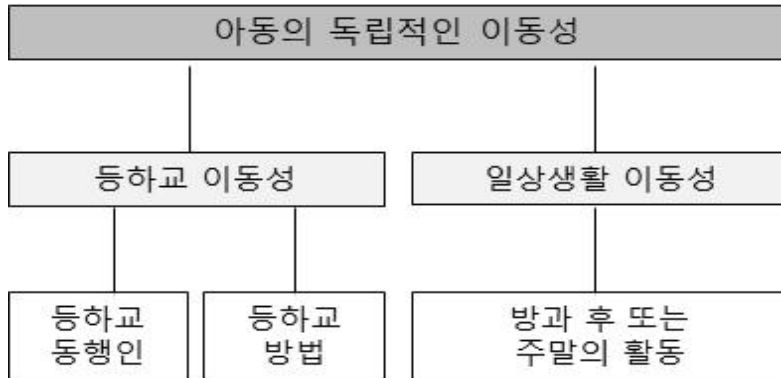 아동의 독립적인 이동성
등하교 이동성
일상생활 이동성
등하교
동행인
등하교
방법
방과 후 또는
주말의 활동